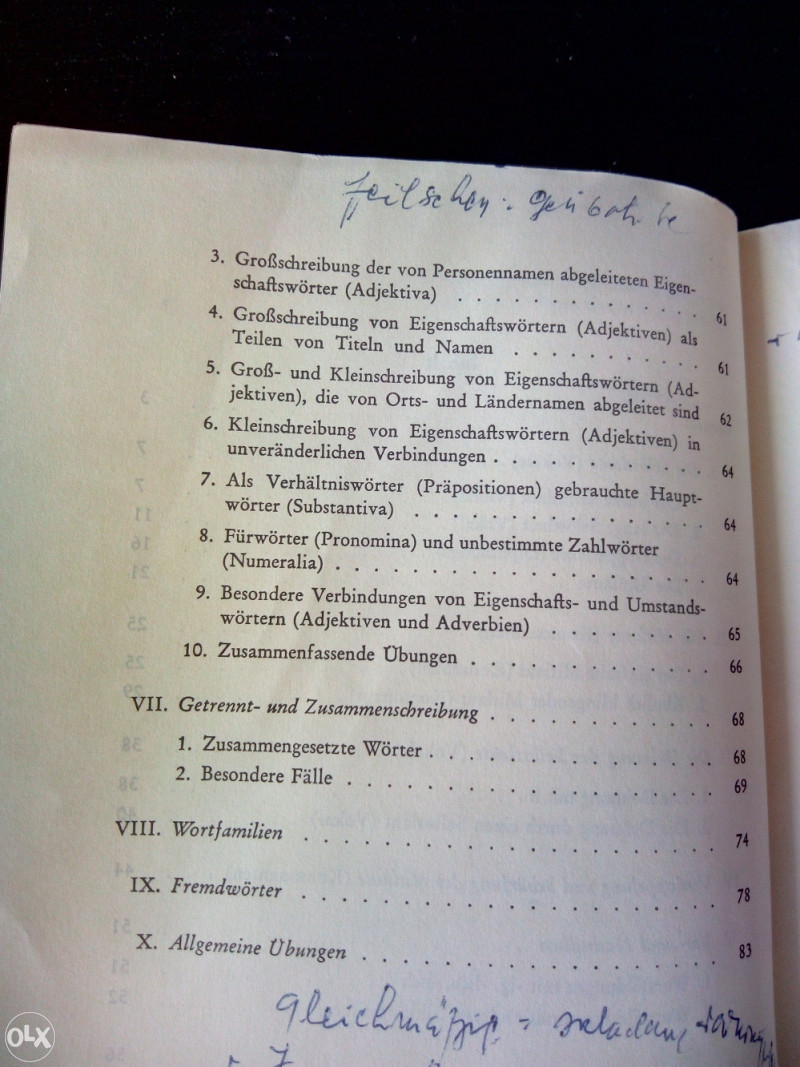 feilschen -
3. Großschreibung der von Personennamen abgeleiteten Eigen-
schaftswörter (Adjektiva) . . . . . . . . . . . . . 61
4. Großschreibung von Eigenschaftswörtern (Adjektiven) als
Teilen von Titeln und Namen . . . . . . . . . . 61
5. Groß- und Kleinschreibung von Eigenschaftswörtern (Ad-
jektiven), die von Orts- und Ländernamen abgeleitet sind 62
6. Kleinschreibung von Eigenschaftswörtern (Adjektiven) in
unveränderlichen Verbindungen . . . . . . . . . . . 64
7. Als Verhältniswörter (Präpositionen) gebrauchte Haupt-
wörter (Substantiva) . . . . . . . . . . . . . . . 64
8. Fürwörter (Pronomina) und unbestimmte Zahlwörter
(Numeralia) . . . . . . . . . . . . . . . . . . . 64
9. Besondere Verbindungen von Eigenschafts- und Umstands-
wörtern (Adjektiven und Adverbien) . . . . . . . . 65
10. Zusammenfassende Übungen . . . . . . . . . . . . 66
VII. Getrennt- und Zusammenschreibung . . . . . . . . . . . 68
1. Zusammengesetzte Wörter . . . . . . . . . . . . . . 68
2. Besondere Fälle . . . . . . . . . . . . . . . . . . 69
VIII. Wortfamilien . . . . . . . . . . . . . . . . . . . . . 74
IX. Fremdwörter . . . . . . . . . . . . . . . . . . . . . 78
X. Allgemeine Übungen . . . . . . . . . . . . . . . . . . 83
Gleichmäßig = skladan,
OLX